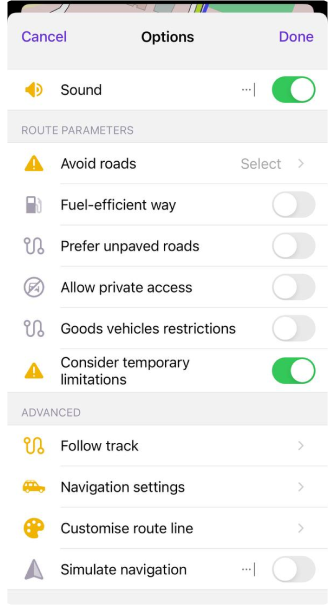 Cancel Options Done
Sound
ROUTE PARAMETERS
Avoid roads Select
Fuel-efficient way
Prefer unpaved roads
Allow private access
Goods vehicles restrictions
Consider temporary
limitations
ADVANCED
Follow track
Navigation settings
Customise route line
Simulate navigation